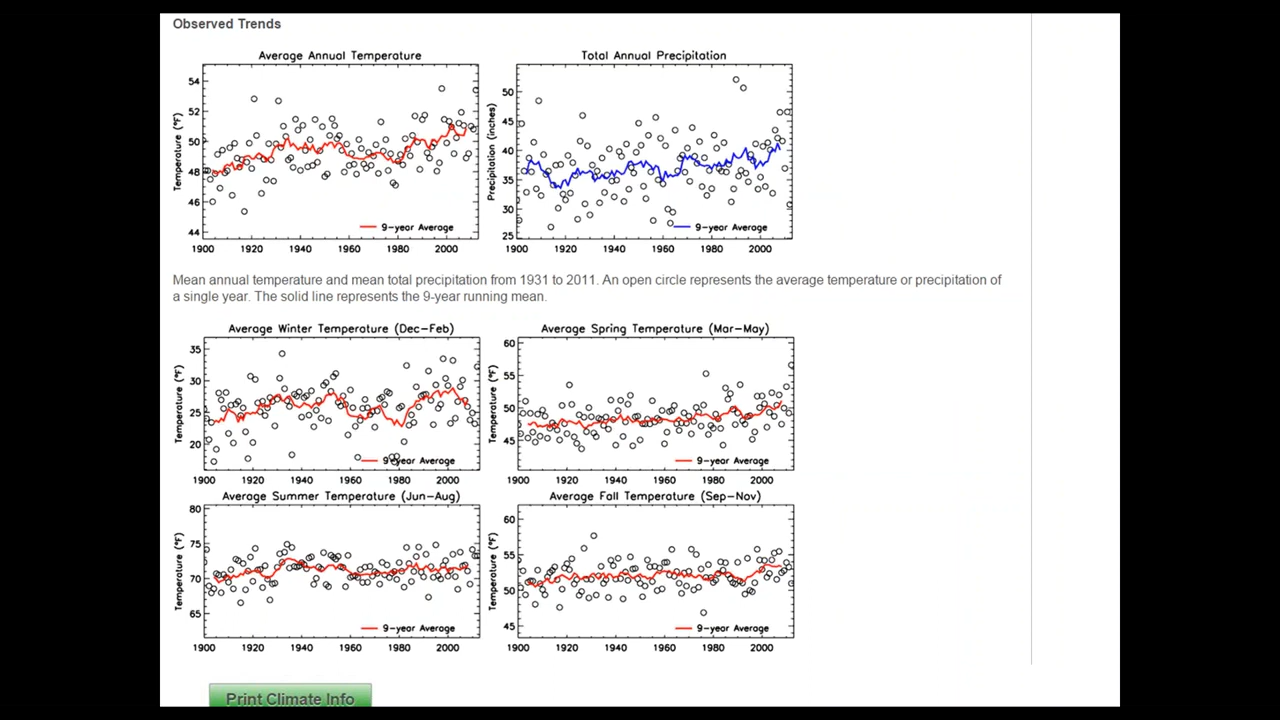 Observed Trends
Average Annual Temperature
Total Annual Precipitation
54
52
50
48
46
44
Temperature (°F)
9-year Average
1900 1920 1940 1960 1980 2000
50
45
40
35
30
25
Precipitation (inches)
9-year Average
1900 1920 1940 1960 1980 2000
Mean annual temperature and mean total precipitation from 1931 to 2011. An open circle represents the average temperature or precipitation of
a single year. The solid line represents the 9-year running mean.
Average Winter Temperature (Dec-Feb)
Average Spring Temperature (Mar-May)
35
30
25
20
Temperature (°F)
9-year Average
1900 1920 1940 1960 1980 2000
60
55
50
45
Temperature (°F)
9-year Average
1900 1920 1940 1960 1980 2000
Average Summer Temperature (Jun-Aug)
Average Fall Temperature (Sep-Nov)
80
75
70
65
Temperature (°F)
9-year Average
1900 1920 1940 1960 1980 2000
60
55
50
45
Temperature (°F)
9-year Average
1900 1920 1940 1960 1980 2000
Print Climate Info